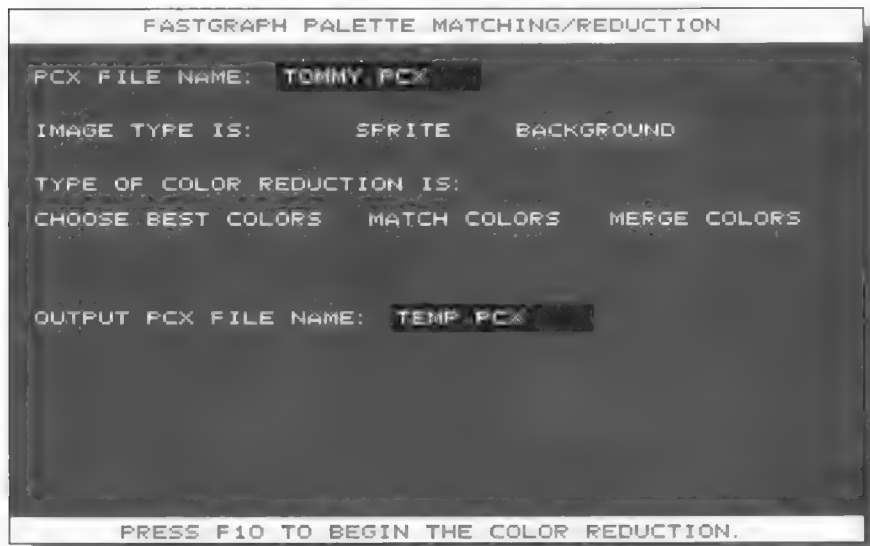 FASTGRAPH PALETTE MATCHING/REDUCTION
PCX FILE NAME: TOMMY.PCX
IMAGE TYPE IS: SPRITE BACKGROUND
TYPE OF COLOR REDUCTION IS:
CHOOSE BEST COLORS MATCH COLORS MERGE COLORS
OUTPUT PCX FILE NAME: TEMP.PCX
PRESS F10 TO BEGIN THE COLOR REDUCTION.